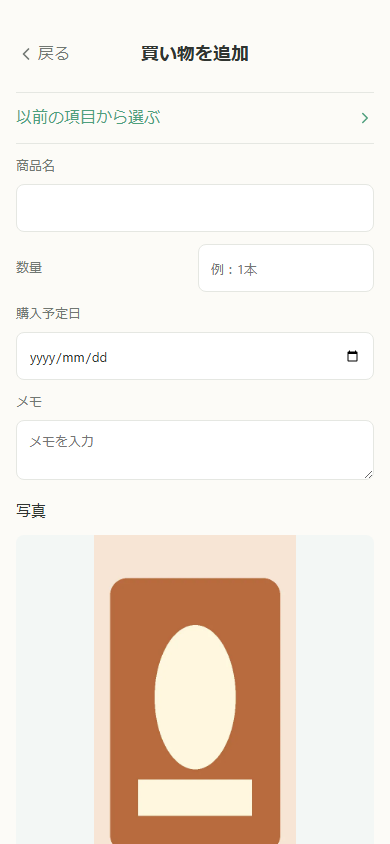 戻る
買い物を追加
以前の項目から選ぶ
商品名
数量
例：1本
購入予定日
yyyy/mm/dd
メモ
メモを入力
写真